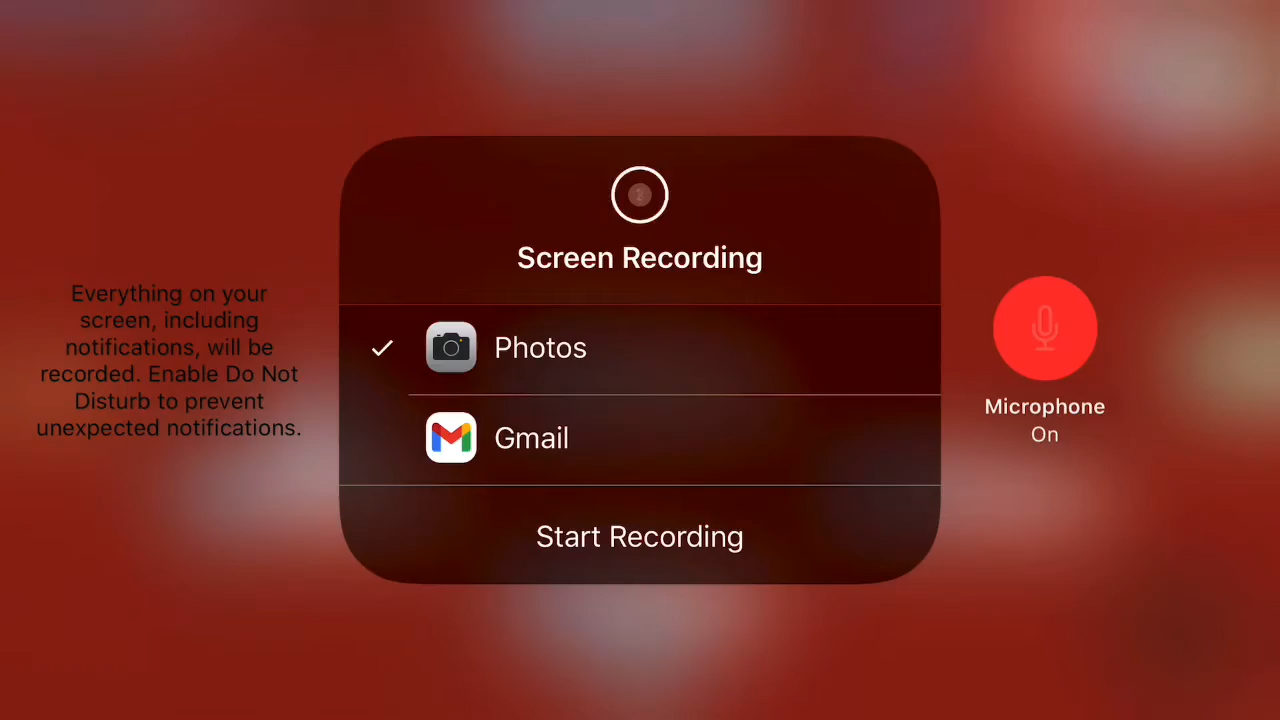 Screen Recording
Everything on your
screen, including
notifications, will be
recorded. Enable Do Not
Disturb to prevent
unexpected notifications.
Photos
Gmail
Start Recording
Microphone
On